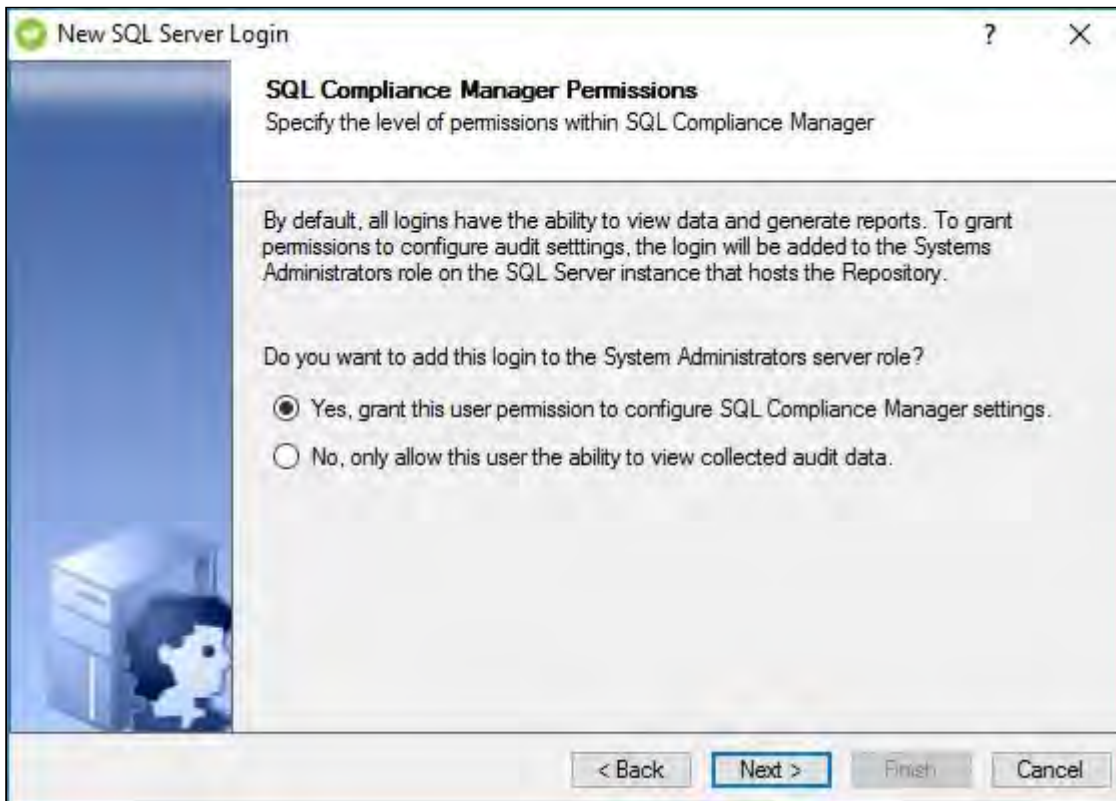 New SQL Server Login
?
SQL Compliance Manager Permissions
Specify the level of permissions within SQL Compliance Manager
By default, all logins have the ability to view data and generate reports. To grant
permissions to configure audit setttings, the login will be added to the Systems
Administrators role on the SQL Server instance that hosts the Repository.
Do you want to add this login to the System Administrators server role?
Yes, grant this user permission to configure SQL Compliance Manager settings.
No, only allow this user the ability to view collected audit data.
< Back
Next >
Finish
Cancel